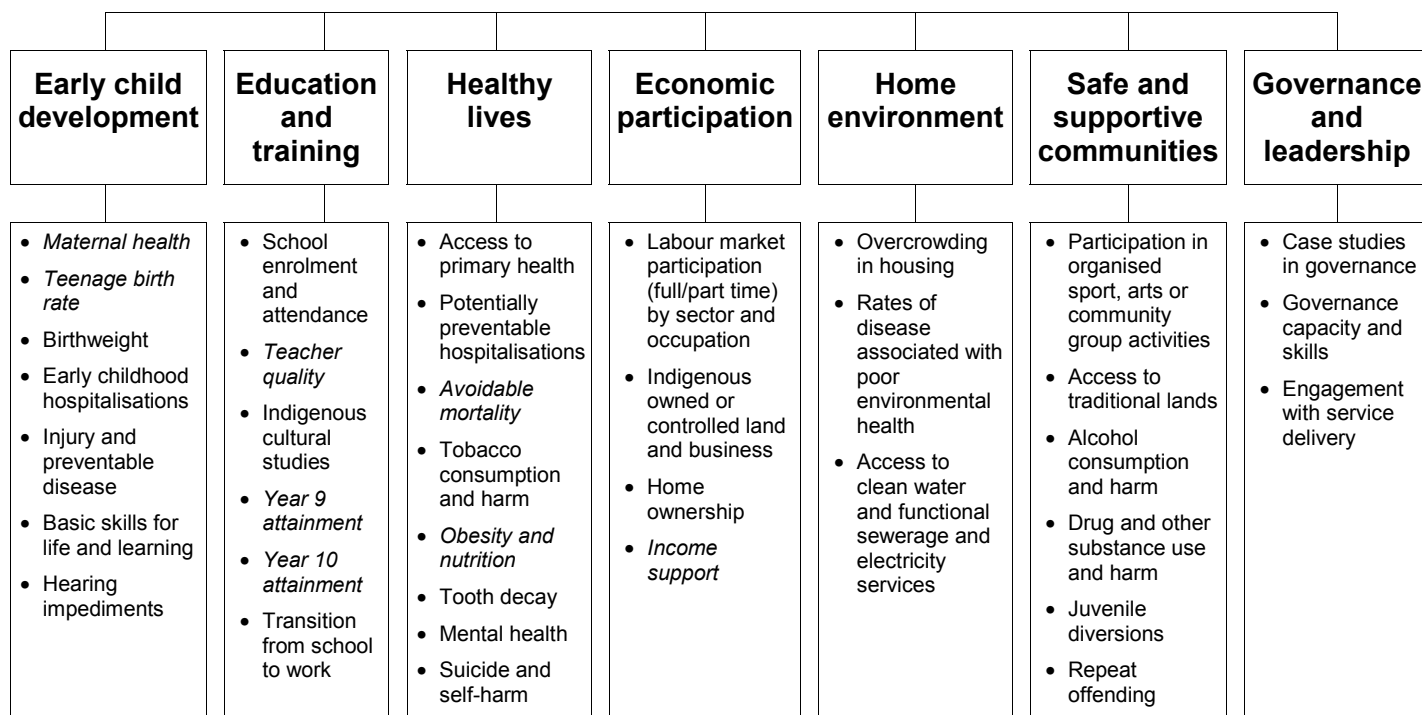 Early child
development
Education
and
training
Healthy
lives
Economic
participation
Home
environment
Safe and
supportive
communities
Governance
and
leadership
• Maternal health
• Teenage birth
rate
• Birthweight
• Early childhood
hospitalisations
• Injury and
preventable
disease
• Basic skills for
life and learning
• Hearing
impediments
• School
enrolment
and
attendance
• Teacher
quality
• Indigenous
cultural
studies
• Year 9
attainment
• Year 10
attainment
• Transition
from school
to work
• Access to
primary health
• Potentially
preventable
hospitalisations
• Avoidable
mortality
• Tobacco
consumption
and harm
• Obesity and
nutrition
• Tooth decay
• Mental health
• Suicide and
self-harm
• Labour market
participation
(full/part time)
by sector and
occupation
• Indigenous
owned or
controlled land
and business
• Home
ownership
• Income
support
• Overcrowding
in housing
• Rates of
disease
associated with
poor
environmental
health
• Access to
clean water
and functional
sewerage and
electricity
services
• Participation in
organised
sport, arts or
community
group activities
• Access to
traditional lands
• Alcohol
consumption
and harm
• Drug and other
substance use
and harm
• Juvenile
diversions
• Repeat
offending
• Case studies
in governance
• Governance
capacity and
skills
• Engagement
with service
delivery